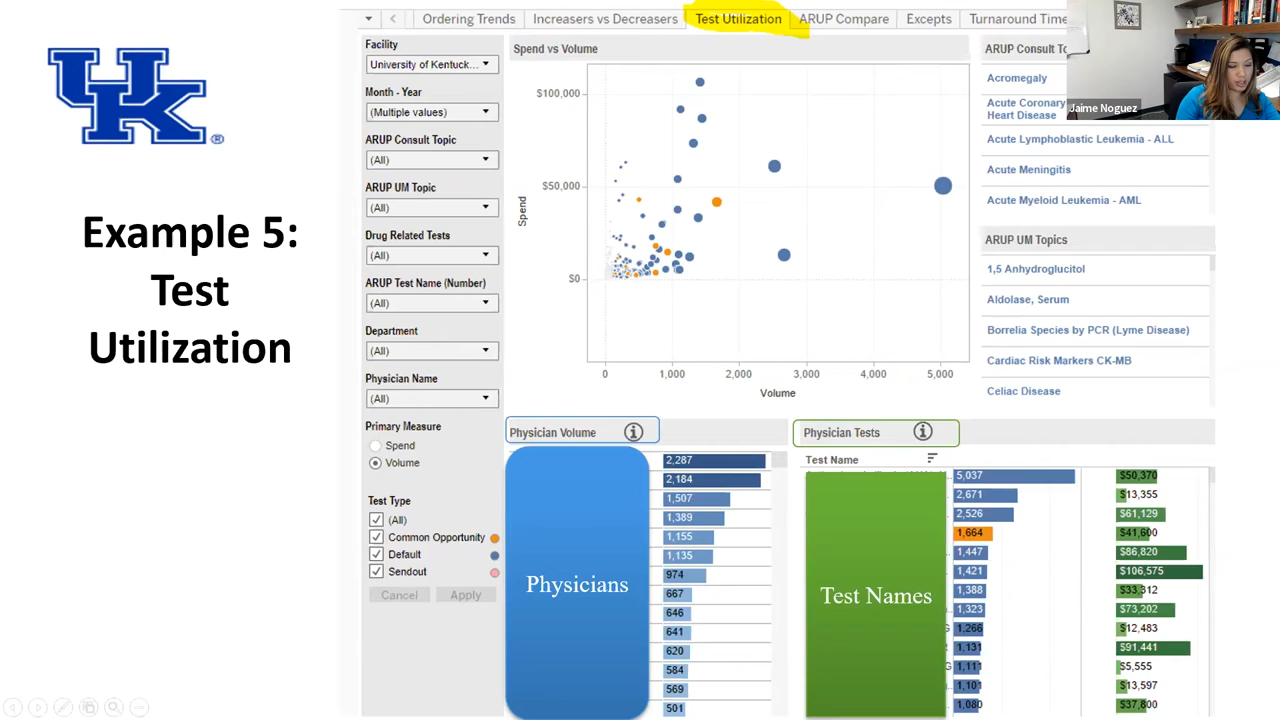 UK
®
Example 5:
Test
Utilization
Ordering Trends
Increasers vs Decreasers
Test Utilization
ARUP Compare
Excepts
Turnaround Time
Facility
University of Kentuck...
Month - Year
(Multiple values)
ARUP Consult Topic
(All)
ARUP UM Topic
(All)
Drug Related Tests
(All)
ARUP Test Name (Number)
(All)
Department
(All)
Physician Name
(All)
Primary Measure
Spend
Volume
Test Type
(All)
Common Opportunity
Default
Sendout
Cancel
Apply
Spend vs Volume
$100,000
$50,000
$0
Spend
0
1,000
2,000
3,000
4,000
5,000
Volume
ARUP Consult To
Acromegaly
Acute Coronary
Heart Disease
Acute Lymphoblastic Leukemia - ALL
Acute Meningitis
Acute Myeloid Leukemia - AML
Jaime Noguez
ARUP UM Topics
1,5 Anhydroglucitol
Aldolase, Serum
Borrelia Species by PCR (Lyme Disease)
Cardiac Risk Markers CK-MB
Celiac Disease
Physician Volume
Physicians
2,287
2,184
1,507
1,389
1,155
1,135
974
667
646
641
620
584
569
501
Physician Tests
Test Name
Test Names
5,037 $50,370
2,671 $13,355
2,526 $61,129
1,664 $41,600
1,447 $86,820
1,421 $106,575
1,388 $33,312
1,323 $73,202
1,266 $12,483
1,131 $91,441
1,111 $5,555
1,101 $13,597
1,080 $37,800